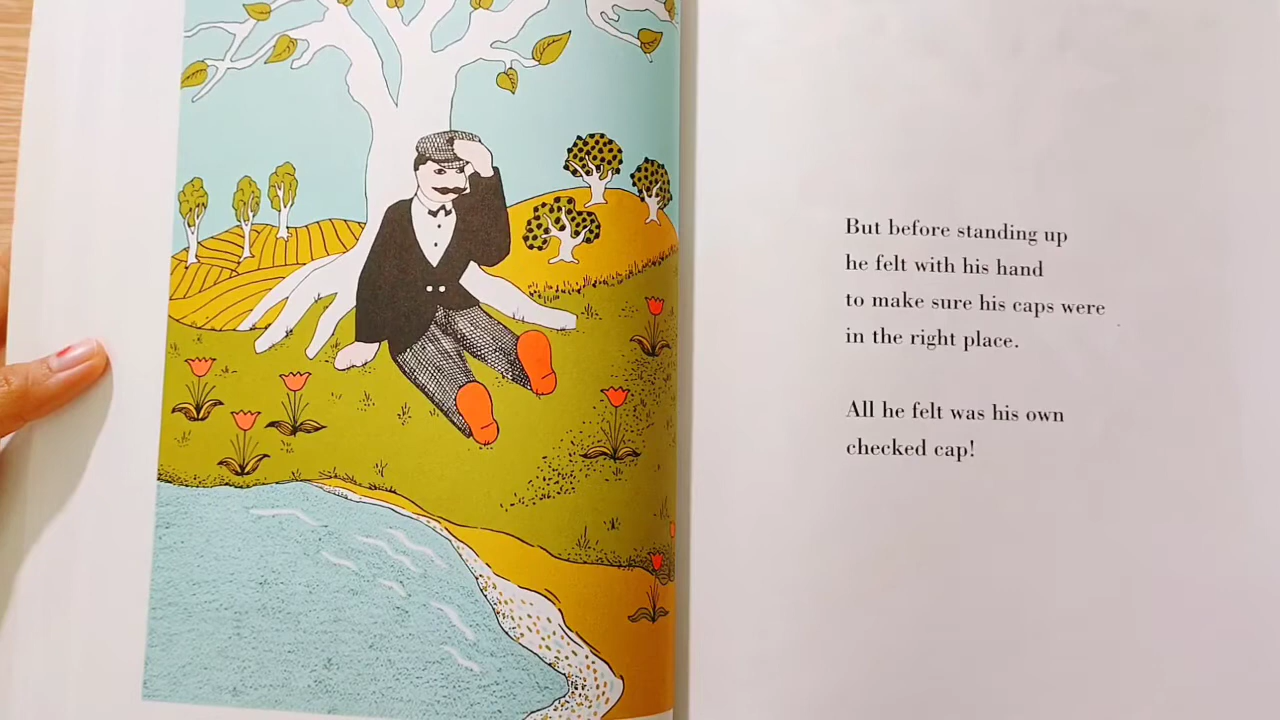 But before standing up
he felt with his hand
to make sure his caps were
in the right place.
All he felt was his own
checked cap!